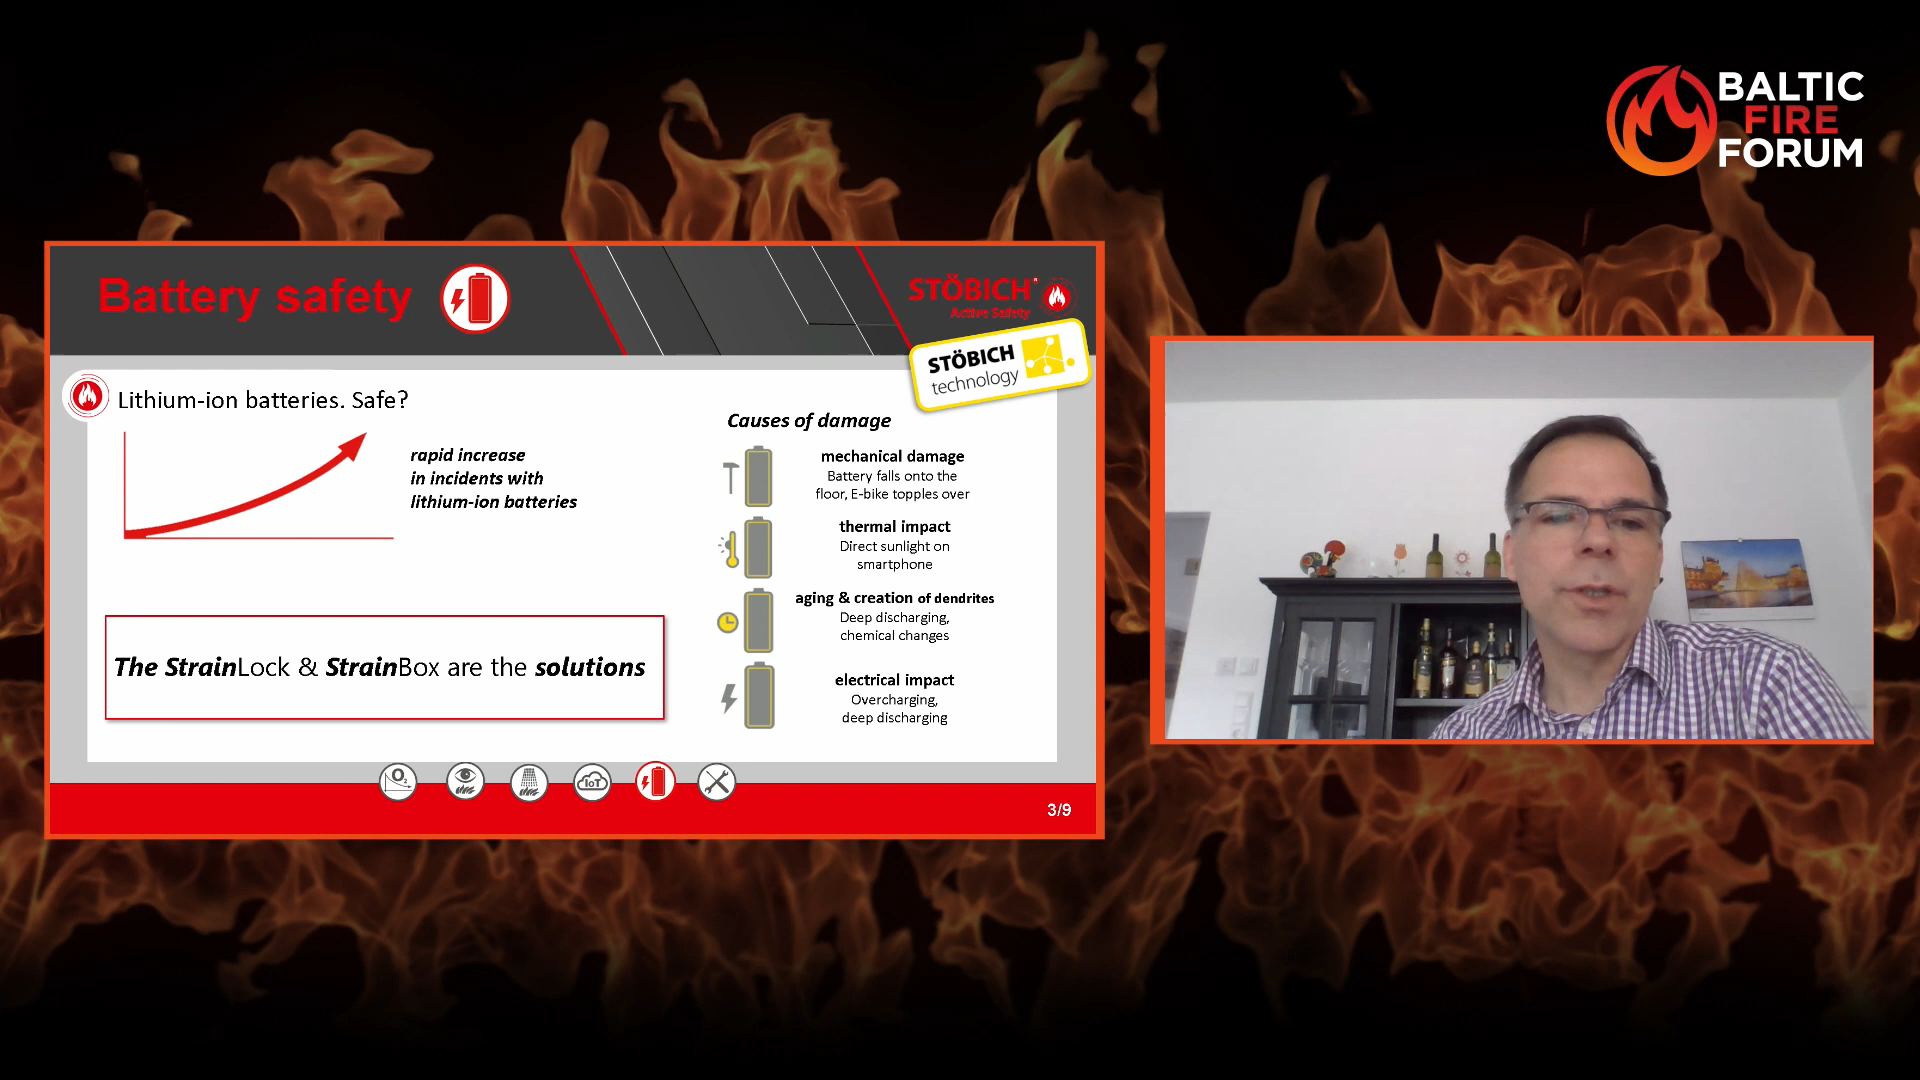 BALTIC
FIRE
FORUM
Battery safety
STÖBICH
Active Safety
STÖBICH
technology
Lithium-ion batteries. Safe?
rapid increase
in incidents with
lithium-ion batteries
The StrainLock & StrainBox are the solutions
Causes of damage
mechanical damage
Battery falls onto the
floor, E-bike topples over
thermal impact
Direct sunlight on
smartphone
aging & creation of dendrites
Deep discharging,
chemical changes
electrical impact
Overcharging,
deep discharging
O2
IoT
3/9